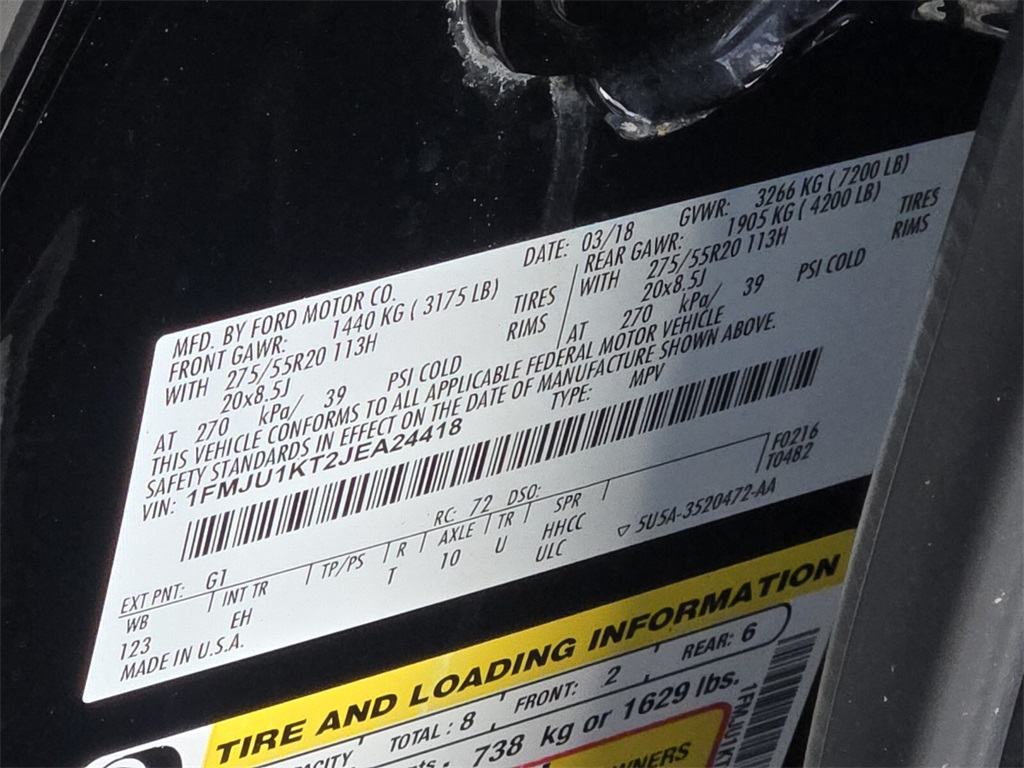 MFD. BY FORD MOTOR CO.
DATE: 03/18 GVWR: 3266 KG ( 7200 LB)
FRONT GAWR: 1440 KG ( 3175 LB)
WITH 275/55R20 113H TIRES
20x8.5J RIMS
AT 270 kPa/ 39 PSI COLD
REAR GAWR: 1905 KG ( 4200 LB)
WITH 275/55R20 113H TIRES
20x8.5J RIMS
AT 270 kPa/ 39 PSI COLD
THIS VEHICLE CONFORMS TO ALL APPLICABLE FEDERAL MOTOR VEHICLE
SAFETY STANDARDS IN EFFECT ON THE DATE OF MANUFACTURE SHOWN ABOVE.
VIN: 1FMJU1KT2JEA24418 TYPE: MPV
F0216
T0482
EXT PNT: G1 RC: 72 DSO:
WB INT TR TP/PS R AXLE TR SPR
123 EH T 10 U HHCC
ULC
MADE IN U.S.A. ▽ 5U5A-3520472-AA
TIRE AND LOADING INFORMATION
TOTAL: 8 FRONT: 2 REAR: 6
738 kg or 1629 lbs.
1FMJU1KT